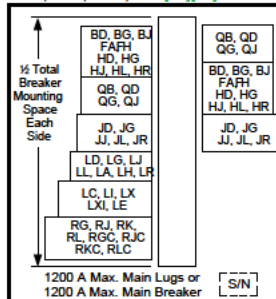 BD, BG, BJ
FA/FH
HD, HG
HJ, HL, HR
QB, QD
QG, QJ
JD, JG
JJ, JL, JR
LD, LG, LJ
LL, LA, LH, LR
LC, LI, LX
LXI, LE
RG, RJ, RK,
RL, RGC, RJC
RKC, RLC
½ Total
Breaker
Mounting
Space
Each
Side
QB, QD
QG, QJ
BD, BG, BJ
FA/FH
HD, HG
HJ, HL, HR
JD, JG
JJ, JL, JR
1200 A Max. Main Lugs or
1200 A Max. Main Breaker
S/N